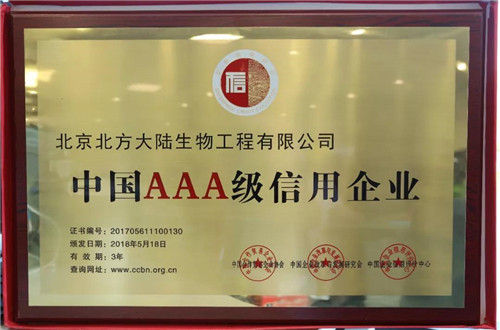 信
北京北方大陆生物工程有限公司
中国AAA级信用企业
证书编号:201705611100130
颁发日期:2018年5月18日
有 效 期:3年
查询网址:www.ccbn.org.cn